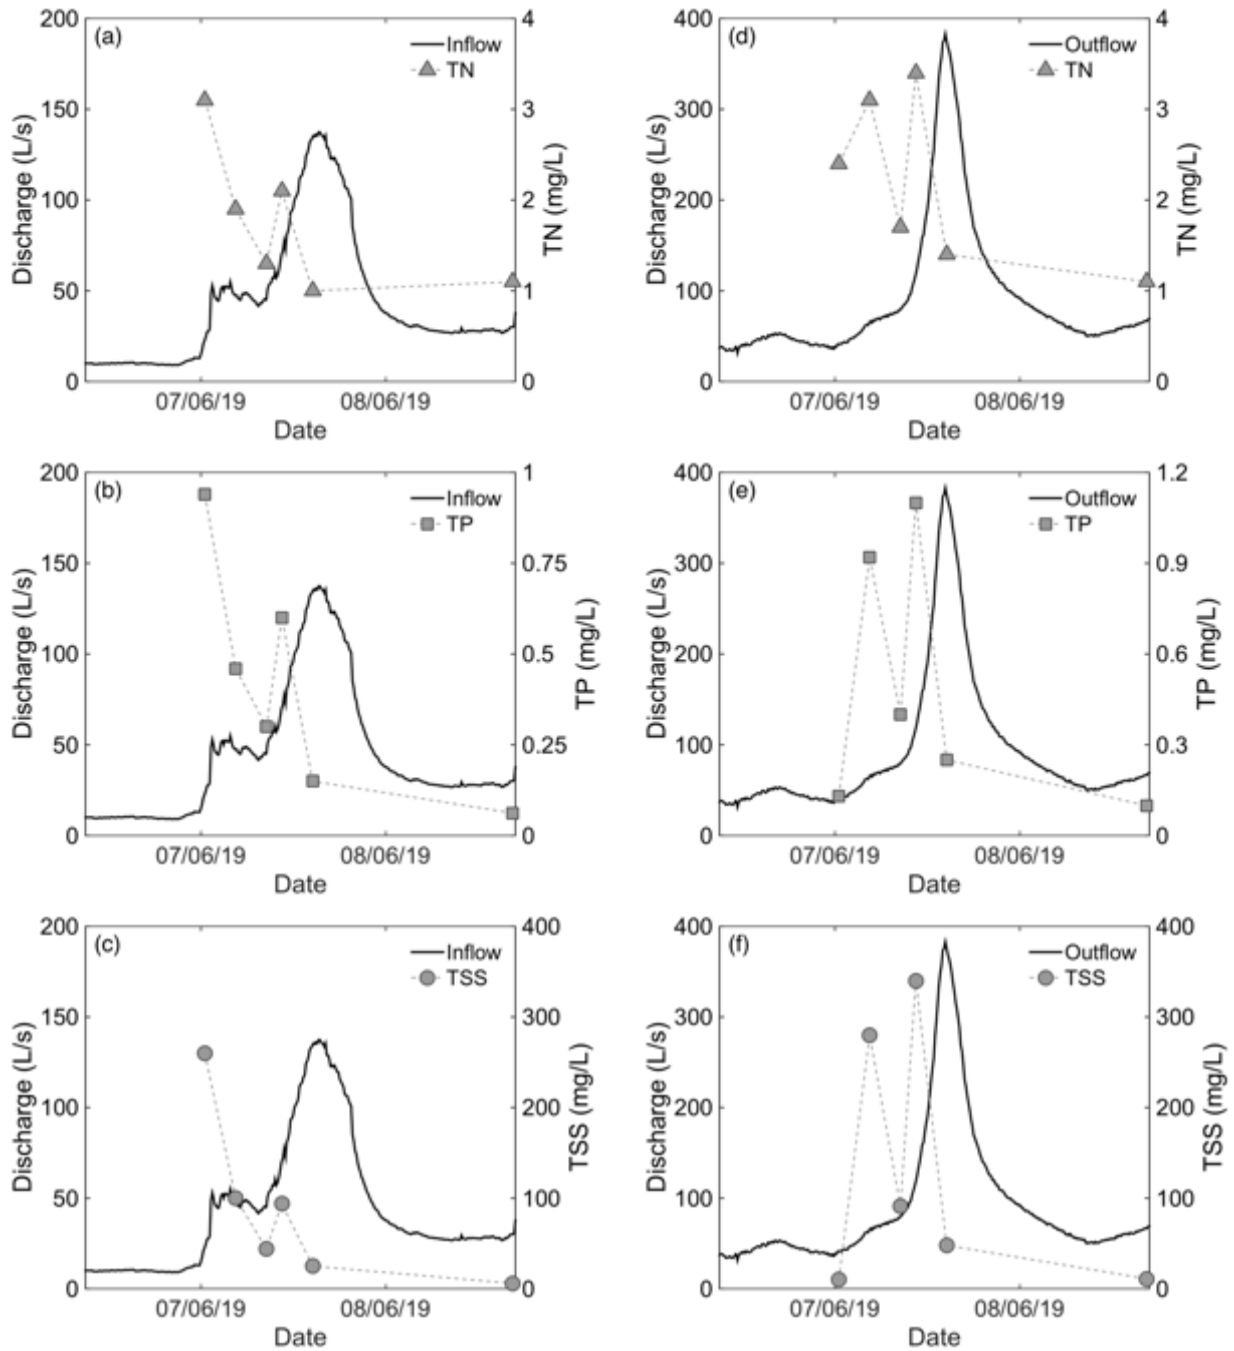 (a)
Inflow
TN
200
150
100
50
0
Discharge (L/s)
4
3
2
1
0
TN (mg/L)
07/06/19 08/06/19
Date
(d)
Outflow
TN
400
300
200
100
0
Discharge (L/s)
4
3
2
1
0
TN (mg/L)
07/06/19 08/06/19
Date
(b)
Inflow
TP
200
150
100
50
0
Discharge (L/s)
1
0.75
0.5
0.25
0
TP (mg/L)
07/06/19 08/06/19
Date
(e)
Outflow
TP
400
300
200
100
0
Discharge (L/s)
1.2
0.9
0.6
0.3
0
TP (mg/L)
07/06/19 08/06/19
Date
(c)
Inflow
TSS
200
150
100
50
0
Discharge (L/s)
400
300
200
100
0
TSS (mg/L)
07/06/19 08/06/19
Date
(f)
Outflow
TSS
400
300
200
100
0
Discharge (L/s)
400
300
200
100
0
TSS (mg/L)
07/06/19 08/06/19
Date